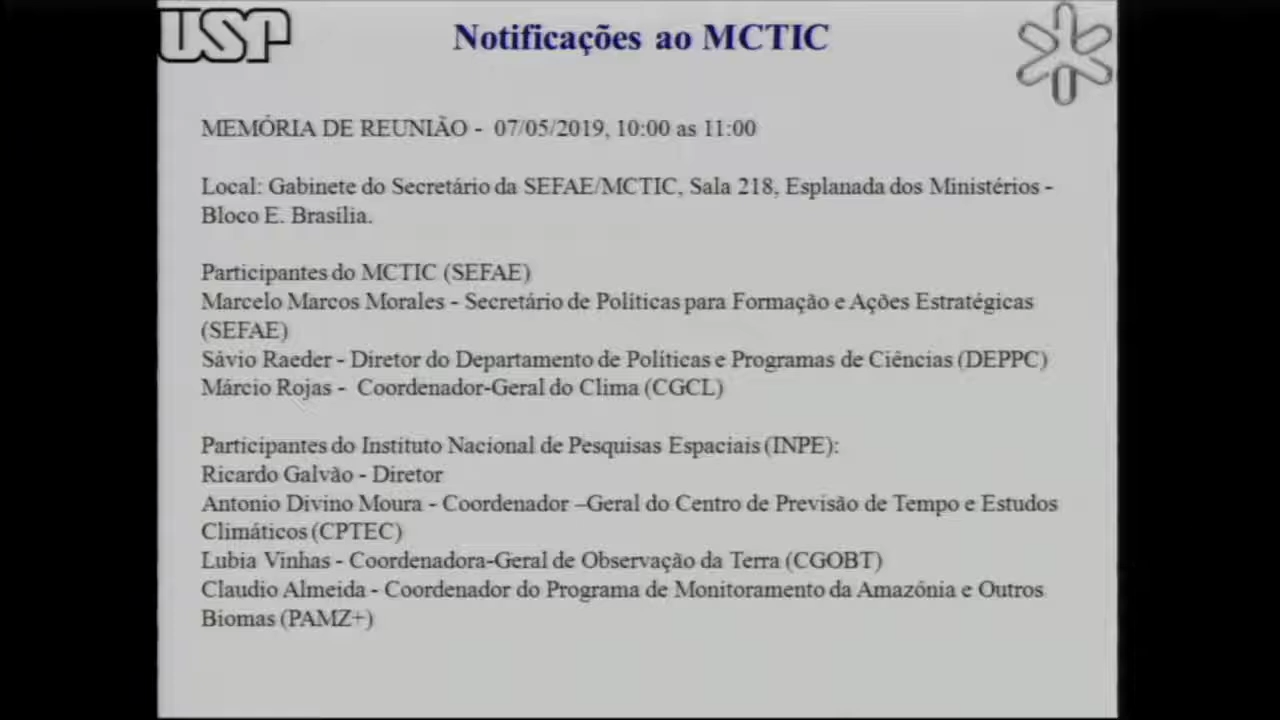 USP
Notificações ao MCTIC
MEMÓRIA DE REUNIÃO - 07/05/2019, 10:00 as 11:00
Local: Gabinete do Secretário da SEFAE/MCTIC, Sala 218, Esplanada dos Ministérios -
Bloco E. Brasília.
Participantes do MCTIC (SEFAE)
Marcelo Marcos Morales - Secretário de Políticas para Formação e Ações Estratégicas
(SEFAE)
Sávio Raeder - Diretor do Departamento de Políticas e Programas de Ciências (DEPPC)
Márcio Rojas - Coordenador-Geral do Clima (CGCL)
Participantes do Instituto Nacional de Pesquisas Espaciais (INPE):
Ricardo Galvão - Diretor
Antonio Divino Moura - Coordenador –Geral do Centro de Previsão de Tempo e Estudos
Climáticos (CPTEC)
Lubia Vinhas - Coordenadora-Geral de Observação da Terra (CGOBT)
Claudio Almeida - Coordenador do Programa de Monitoramento da Amazônia e Outros
Biomas (PAMZ+)